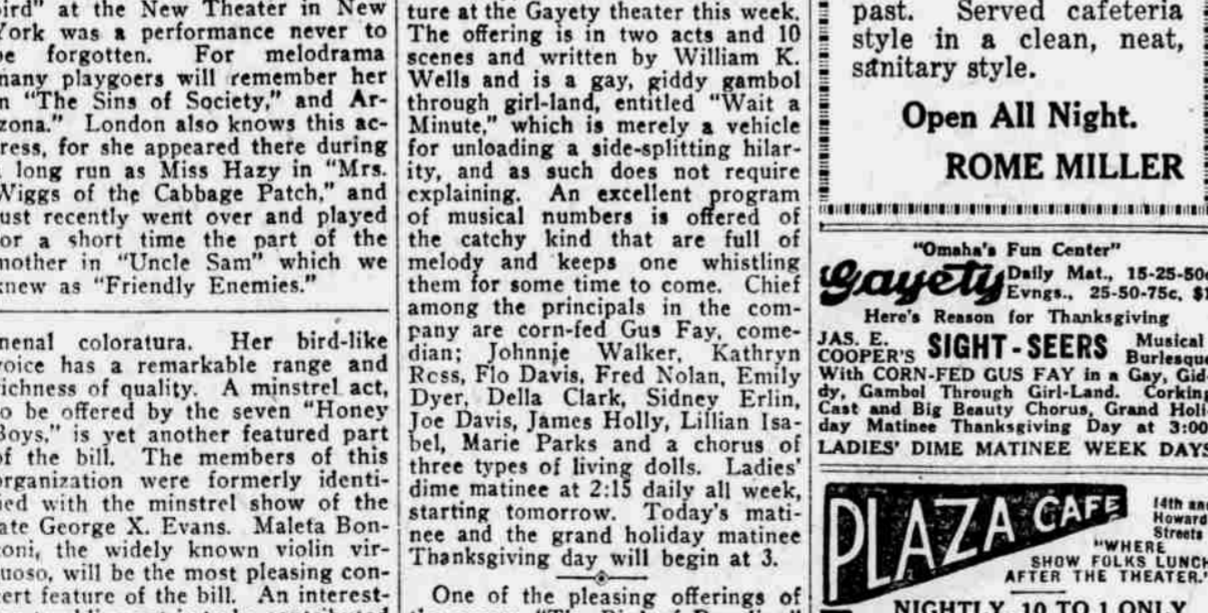 bird" at the New Theater in New
York was a performance never to
be forgotten. For melodrama
many playgoers will remember her
in "The Sins of Society," and Ar-
izona." London also knows this ac-
tress, for she appeared there during
a long run as Miss Hazy in "Mrs.
Wiggs of the Cabbage Patch," and
just recently went over and played
for a short time the part of the
mother in "Uncle Sam" which we
knew as "Friendly Enemies."
menal coloratura. Her bird-like
voice has a remarkable range and
richness of quality. A minstrel act,
to be offered by the seven "Honey
Boys," is yet another featured part
of the bill. The members of this
organization were formerly identi-
fied with the minstrel show of the
late George X. Evans. Maleta Bon-
coni, the widely known violin vir-
tuoso, will be the most pleasing con-
cert feature of the bill. An interest-
ture at the Gayety theater this week.
The offering is in two acts and 10
scenes and written by William K.
Wells and is a gay, giddy gambol
through girl-land, entitled "Wait a
Minute," which is merely a vehicle
for unloading a side-splitting hilar-
ity, and as such does not require
explaining. An excellent program
of musical numbers is offered of
the catchy kind that are full of
melody and keeps one whistling
them for some time to come. Chief
among the principals in the com-
pany are corn-fed Gus Fay, come-
dian; Johnnie Walker, Kathryn
Ross, Flo Davis, Fred Nolan, Emily
Dyer, Della Clark, Sidney Erlin,
Joe Davis, James Holly, Lillian Isa-
bel, Marie Parks and a chorus of
three types of living dolls. Ladies'
dime matinee at 2:15 daily all week,
starting tomorrow. Today's mati-
nee and the grand holiday matinee
Thanksgiving day will begin at 3.
One of the pleasing offerings of
past. Served cafeteria
style in a clean, neat,
sanitary style.
Open All Night.
ROME MILLER
"Omaha's Fun Center"
Gayety Daily Mat., 15-25-50c
Evngs., 25-50-75c, $1
Here's Reason for Thanksgiving
JAS. E. COOPER'S SIGHT-SEERS Musical Burlesque
With CORN-FED GUS FAY in a Gay, Gid-
dy, Gambol Through Girl-Land. Corking
Cast and Big Beauty Chorus, Grand Holi-
day Matinee Thanksgiving Day at 3:00
LADIES' DIME MATINEE WEEK DAYS
PLAZA CAFE
14th and
Howard
Streets
"WHERE
SHOW FOLKS LUNCH
AFTER THE THEATER."
NIGHTLY, 10 TO 1 ONLY